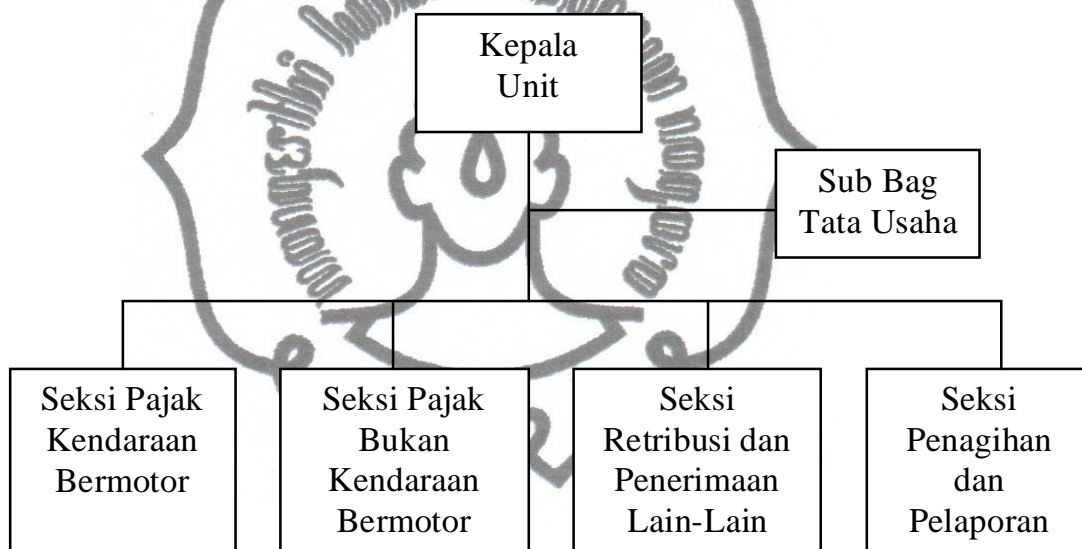 Kepala
Unit
Sub Bag
Tata Usaha
Seksi Pajak
Kendaraan
Bermotor
Seksi Pajak
Bukan
Kendaraan
Bermotor
Seksi
Retribusi dan
Penerimaan
Lain-Lain
Seksi
Penagihan
dan
Pelaporan